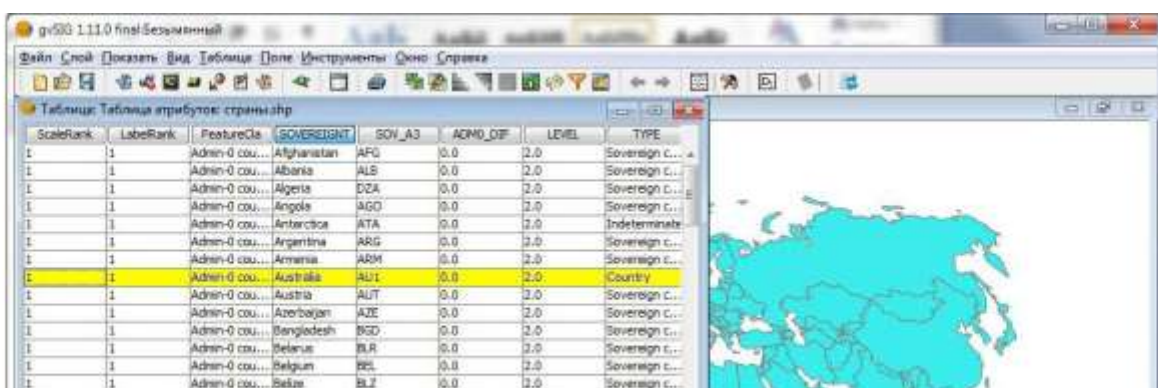 gvSIG 1.11.0 final:Безымянный
Файл Слой Показать Вид Таблица Поле Инструменты Окно Справка
Таблица: Таблица атрибутов: страны.shp
ScaleRank LabelRank FeatureCla SOVEREIGNT SOV_A3 ADM0_DIF LEVEL TYPE
1 1 Admin-0 cou... Afghanistan AFG 0.0 2.0 Sovereign c...
1 1 Admin-0 cou... Albania ALB 0.0 2.0 Sovereign c...
1 1 Admin-0 cou... Algeria DZA 0.0 2.0 Sovereign c...
1 1 Admin-0 cou... Angola AGO 0.0 2.0 Sovereign c...
1 1 Admin-0 cou... Antarctica ATA 0.0 2.0 Indeterminate
1 1 Admin-0 cou... Argentina ARG 0.0 2.0 Sovereign c...
1 1 Admin-0 cou... Armenia ARM 0.0 2.0 Sovereign c...
1 1 Admin-0 cou... Australia AU1 0.0 2.0 Country
1 1 Admin-0 cou... Austria AUT 0.0 2.0 Sovereign c...
1 1 Admin-0 cou... Azerbaijan AZE 0.0 2.0 Sovereign c...
1 1 Admin-0 cou... Bangladesh BGD 0.0 2.0 Sovereign c...
1 1 Admin-0 cou... Belarus BLR 0.0 2.0 Sovereign c...
1 1 Admin-0 cou... Belgium BEL 0.0 2.0 Sovereign c...
1 1 Admin-0 cou... Belize BLZ 0.0 2.0 Sovereign c...